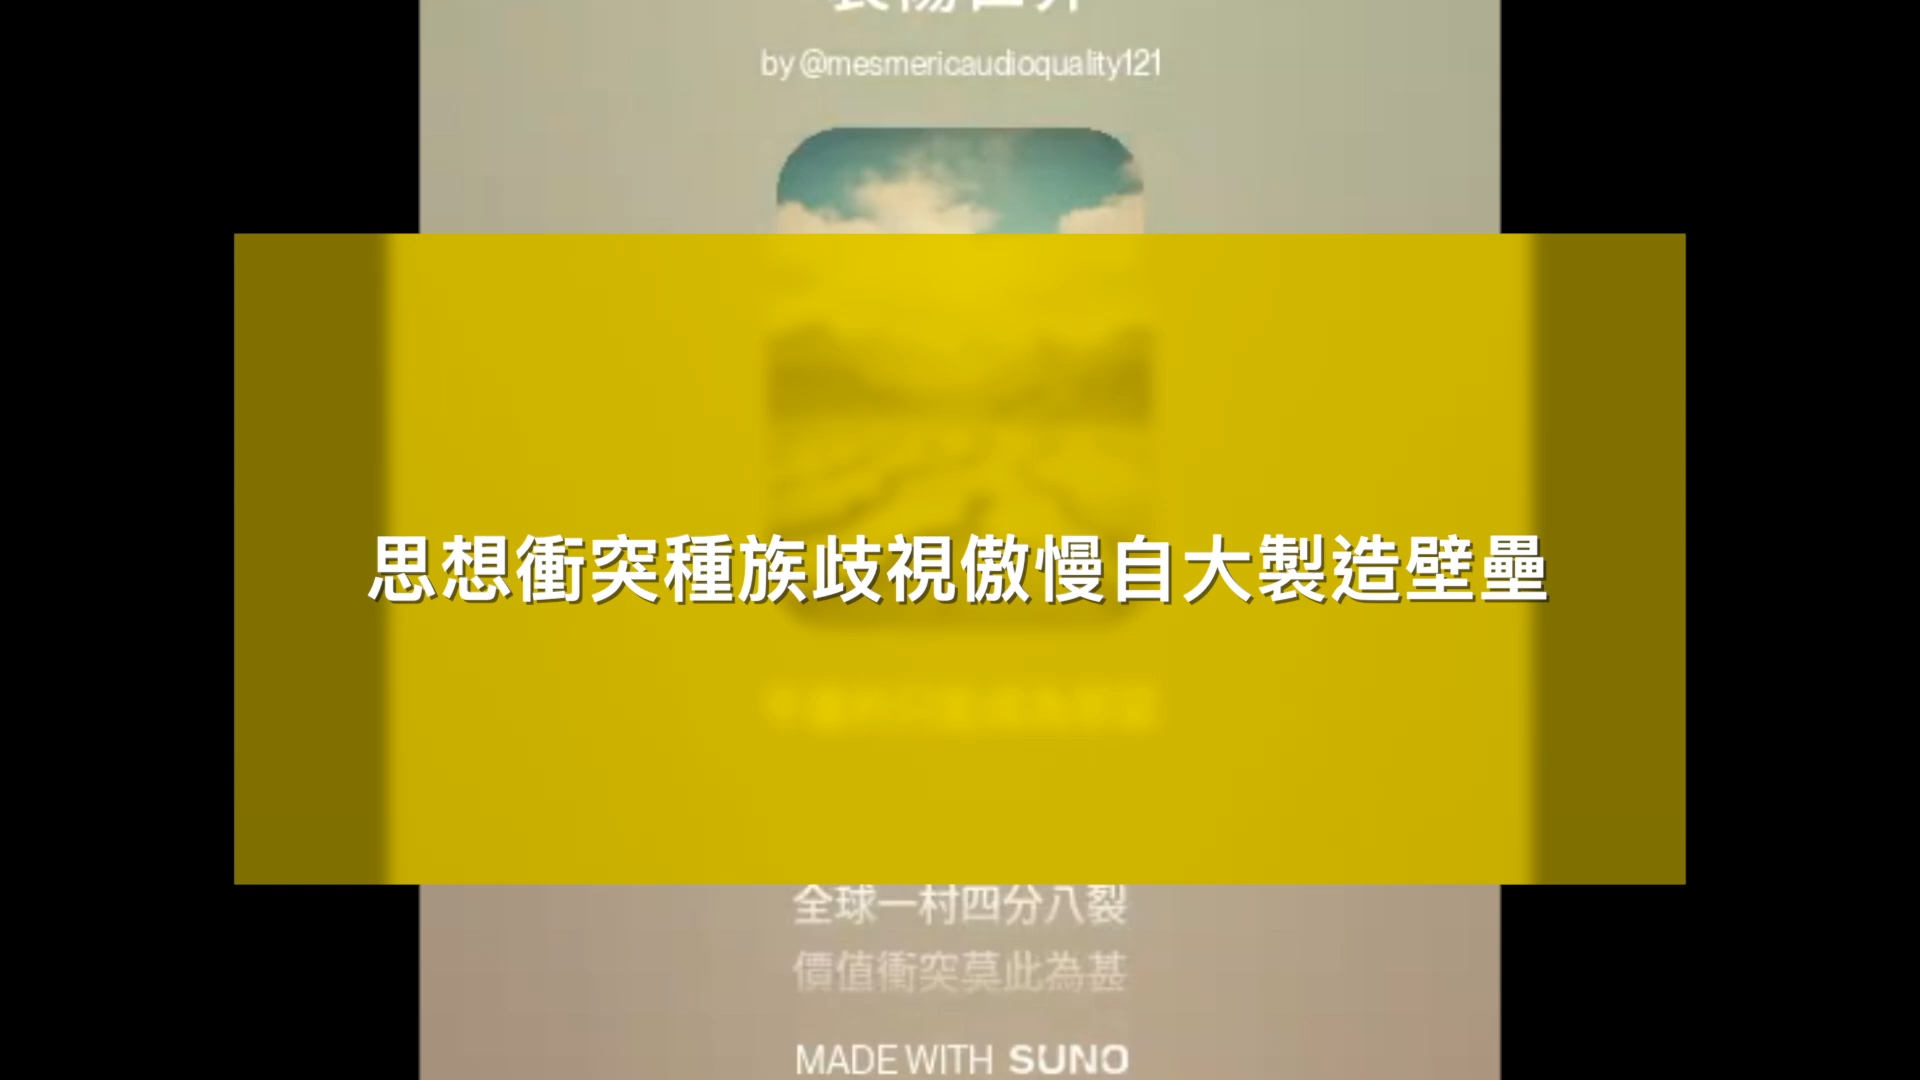 by @mesmericaudioquality121
思想衝突種族歧視傲慢自大製造壁壘
全球一村四分八裂
價值衝突莫此為甚
MADE WITH SUNO